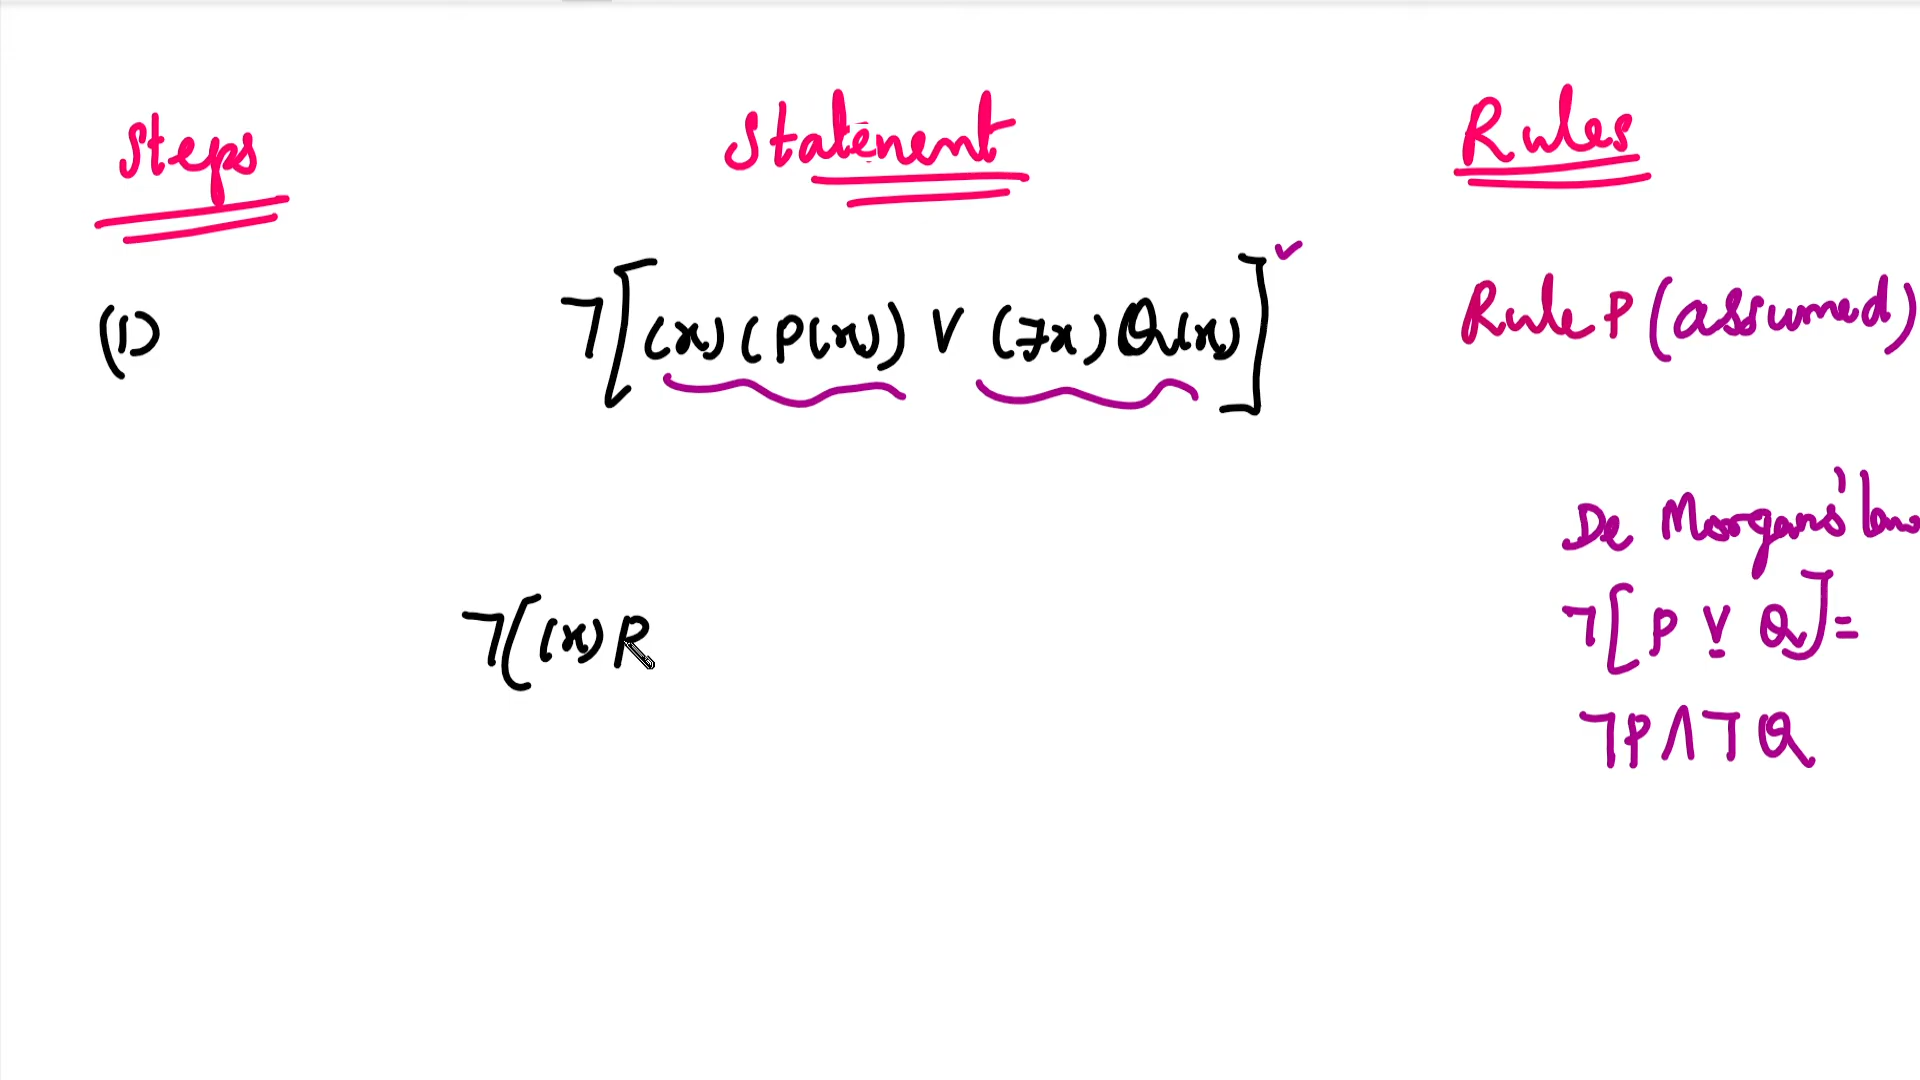 Steps Statement Rules
(1) ¬[(x)(P(x)) ∨ (∃x)Q(x)] Rule P (assumed)
De Morgan's law
¬[(x)P ¬[P ∨ Q]=
¬P∧¬Q